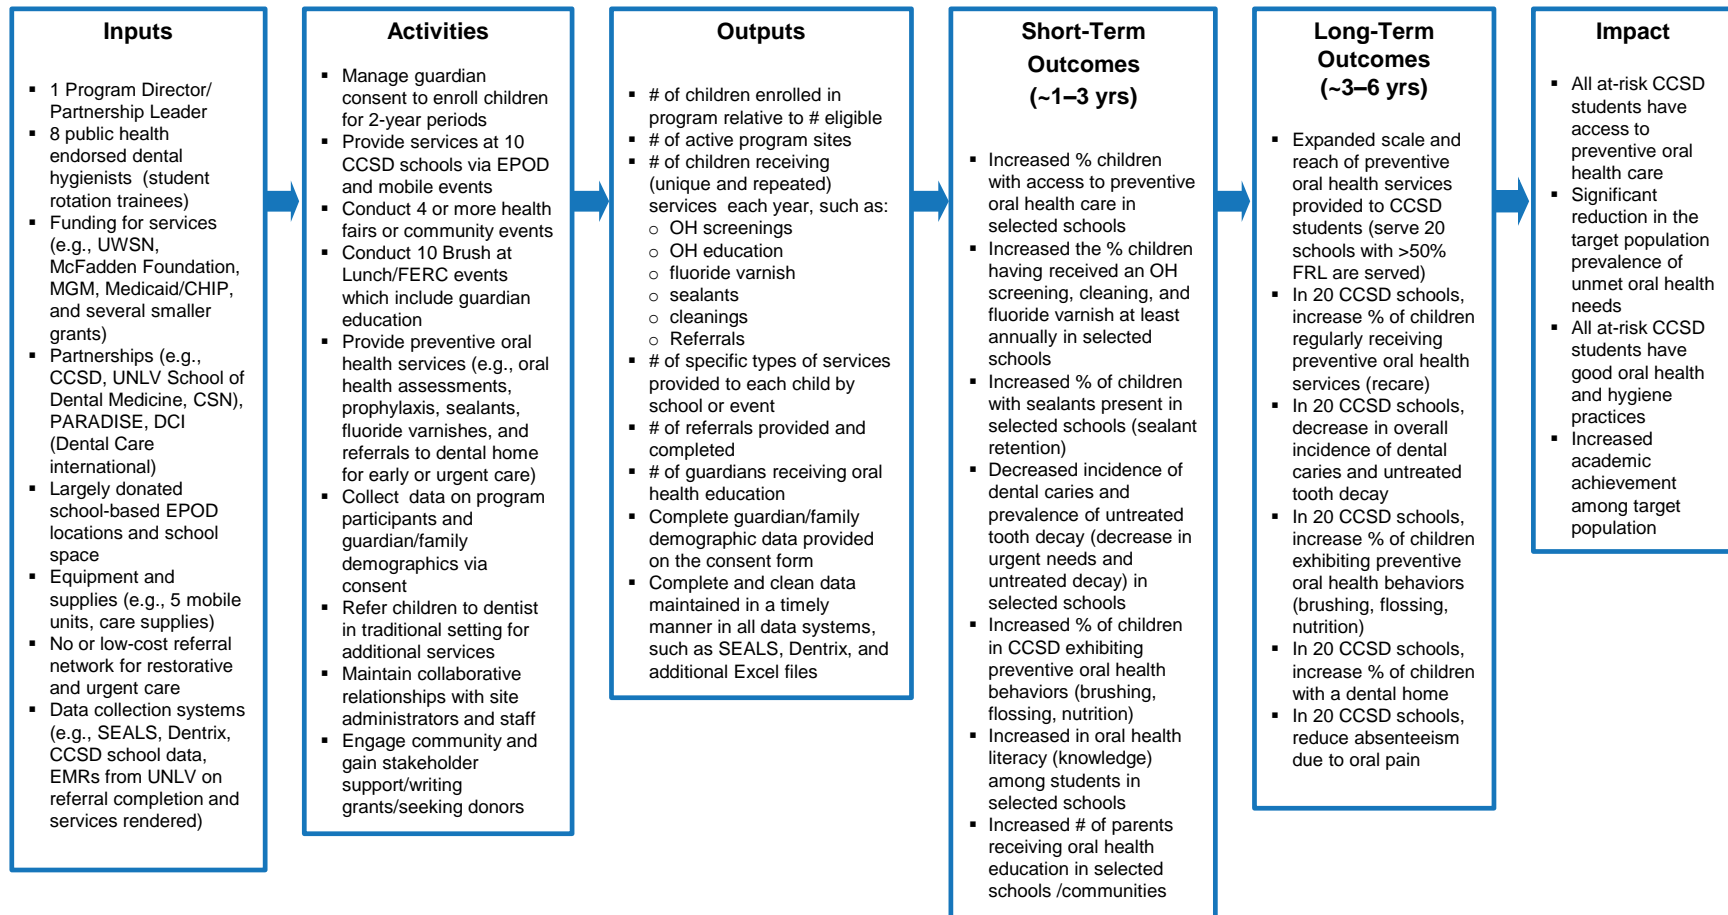 Inputs
▪ 1 Program Director/
Partnership Leader
▪ 8 public health
endorsed dental
hygienists (student
rotation trainees)
▪ Funding for services
(e.g., UWSN,
McFadden Foundation,
MGM, Medicaid/CHIP,
and several smaller
grants)
▪ Partnerships (e.g.,
CCSD, UNLV School of
Dental Medicine, CSN),
PARADISE, DCI
(Dental Care
international)
▪ Largely donated
school-based EPOD
locations and school
space
▪ Equipment and
supplies (e.g., 5 mobile
units, care supplies)
▪ No or low-cost referral
network for restorative
and urgent care
▪ Data collection systems
(e.g., SEALS, Dentrix,
CCSD school data,
EMRs from UNLV on
referral completion and
services rendered)
Activities
▪ Manage guardian
consent to enroll children
for 2-year periods
▪ Provide services at 10
CCSD schools via EPOD
and mobile events
▪ Conduct 4 or more health
fairs or community events
▪ Conduct 10 Brush at
Lunch/FERC events
which include guardian
education
▪ Provide preventive oral
health services (e.g., oral
health assessments,
prophylaxis, sealants,
fluoride varnishes, and
referrals to dental home
for early or urgent care)
▪ Collect data on program
participants and
guardian/family
demographics via
consent
▪ Refer children to dentist
in traditional setting for
additional services
▪ Maintain collaborative
relationships with site
administrators and staff
▪ Engage community and
gain stakeholder
support/writing
grants/seeking donors
Outputs
▪ # of children enrolled in
program relative to # eligible
▪ # of active program sites
▪ # of children receiving
(unique and repeated)
services each year, such as:
o OH screenings
o OH education
o fluoride varnish
o sealants
o cleanings
o Referrals
▪ # of specific types of services
provided to each child by
school or event
▪ # of referrals provided and
completed
▪ # of guardians receiving oral
health education
▪ Complete guardian/family
demographic data provided
on the consent form
▪ Complete and clean data
maintained in a timely
manner in all data systems,
such as SEALS, Dentrix, and
additional Excel files
Short-Term
Outcomes
(~1–3 yrs)
▪ Increased % children
with access to preventive
oral health care in
selected schools
▪ Increased the % children
having received an OH
screening, cleaning, and
fluoride varnish at least
annually in selected
schools
▪ Increased % of children
with sealants present in
selected schools (sealant
retention)
▪ Decreased incidence of
dental caries and
prevalence of untreated
tooth decay (decrease in
urgent needs and
untreated decay) in
selected schools
▪ Increased % of children
in CCSD exhibiting
preventive oral health
behaviors (brushing,
flossing, nutrition)
▪ Increased in oral health
literacy (knowledge)
among students in
selected schools
▪ Increased # of parents
receiving oral health
education in selected
schools /communities
Long-Term
Outcomes
(~3–6 yrs)
▪ Expanded scale and
reach of preventive
oral health services
provided to CCSD
students (serve 20
schools with >50%
FRL are served)
▪ In 20 CCSD schools,
increase % of children
regularly receiving
preventive oral health
services (recare)
▪ In 20 CCSD schools,
decrease in overall
incidence of dental
caries and untreated
tooth decay
▪ In 20 CCSD schools,
increase % of children
exhibiting preventive
oral health behaviors
(brushing, flossing,
nutrition)
▪ In 20 CCSD schools,
increase % of children
with a dental home
▪ In 20 CCSD schools,
reduce absenteeism
due to oral pain
Impact
▪ All at-risk CCSD
students have
access to
preventive oral
health care
▪ Significant
reduction in the
target population
prevalence of
unmet oral health
needs
▪ All at-risk CCSD
students have
good oral health
and hygiene
practices
▪ Increased
academic
achievement
among target
population